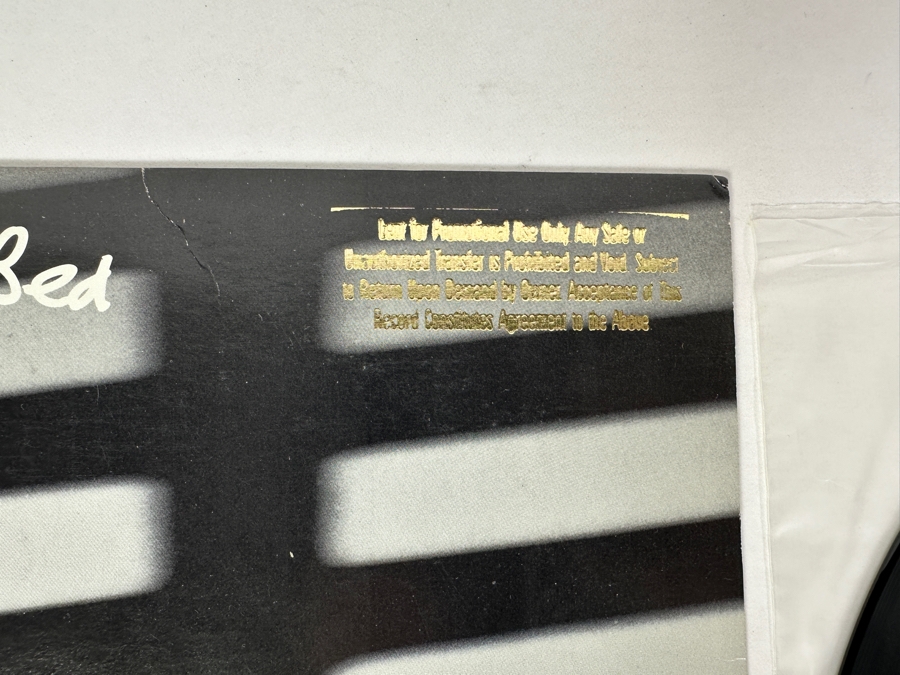 Bed
Lent for Promotional Use Only. Any Sale or
Unauthorized Transfer is Prohibited and Void. Subject
to Return Upon Demand by Owner. Acceptance of This
Record Constitutes Agreement to the Above